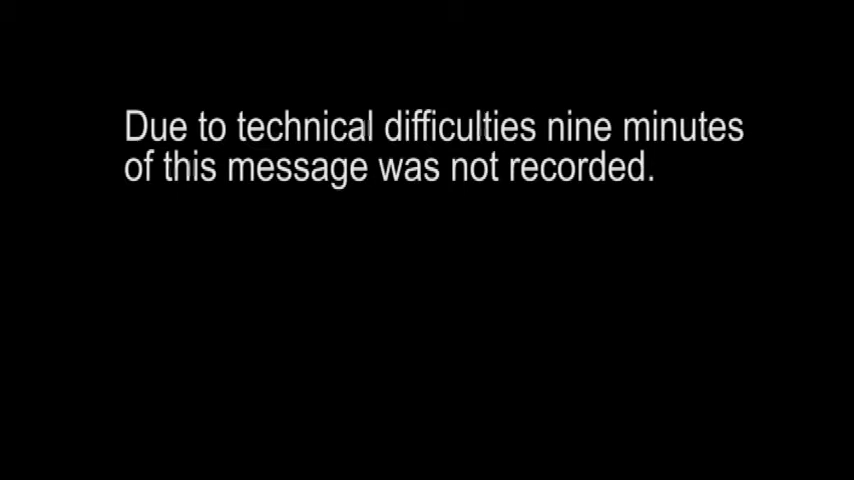 Due to technical difficulties nine minutes
of this message was not recorded.